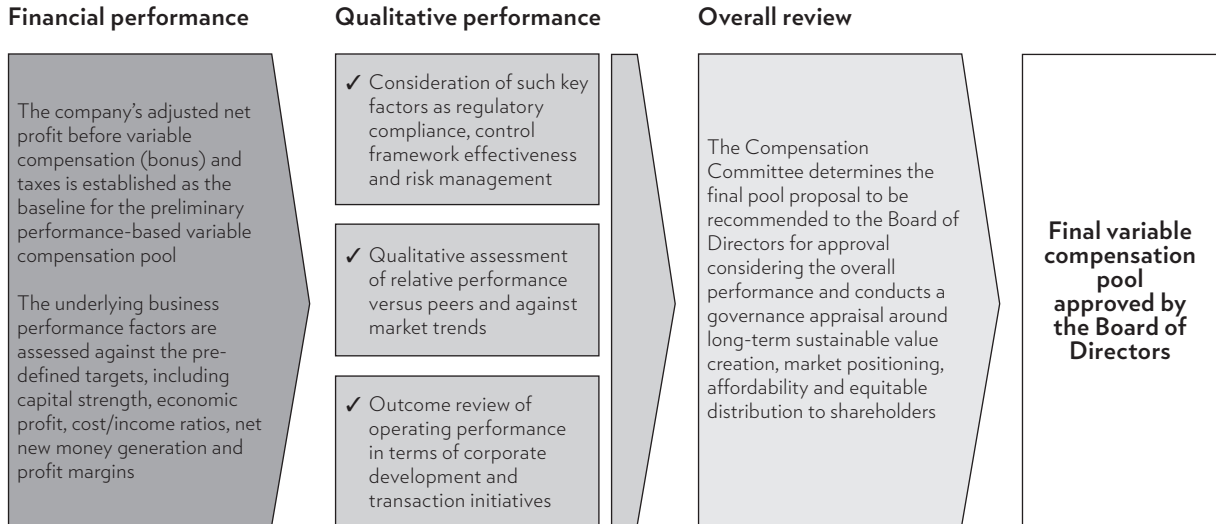 Financial performance
The company’s adjusted net
profit before variable
compensation (bonus) and
taxes is established as the
baseline for the preliminary
performance-based variable
compensation pool
The underlying business
performance factors are
assessed against the pre-
defined targets, including
capital strength, economic
profit, cost/income ratios, net
new money generation and
profit margins
Qualitative performance
✓ Consideration of such key
factors as regulatory
compliance, control
framework effectiveness
and risk management
✓ Qualitative assessment
of relative performance
versus peers and against
market trends
✓ Outcome review of
operating performance
in terms of corporate
development and
transaction initiatives
Overall review
The Compensation
Committee determines the
final pool proposal to be
recommended to the Board of
Directors for approval
considering the overall
performance and conducts a
governance appraisal around
long-term sustainable value
creation, market positioning,
affordability and equitable
distribution to shareholders
Final variable
compensation
pool
approved by
the Board of
Directors